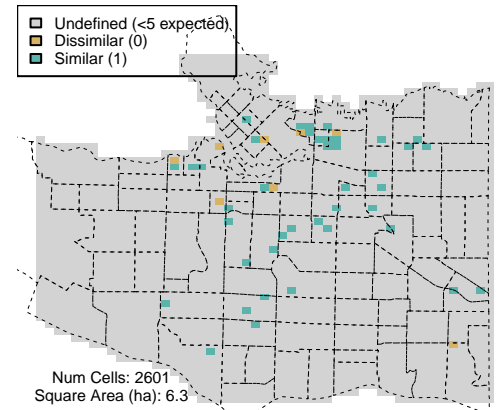 Undefined (<5 expected)
Dissimilar (0)
Similar (1)
Num Cells: 2601
Square Area (ha): 6.3